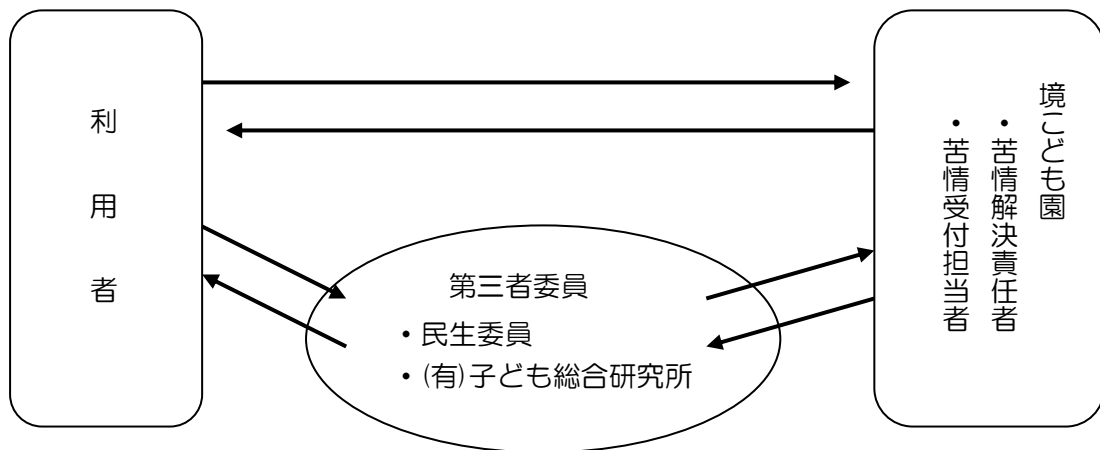 利用者
第三者委員
・民生委員
・(有)子ども総合研究所
境こども園
・苦情解決責任者
・苦情受付担当者